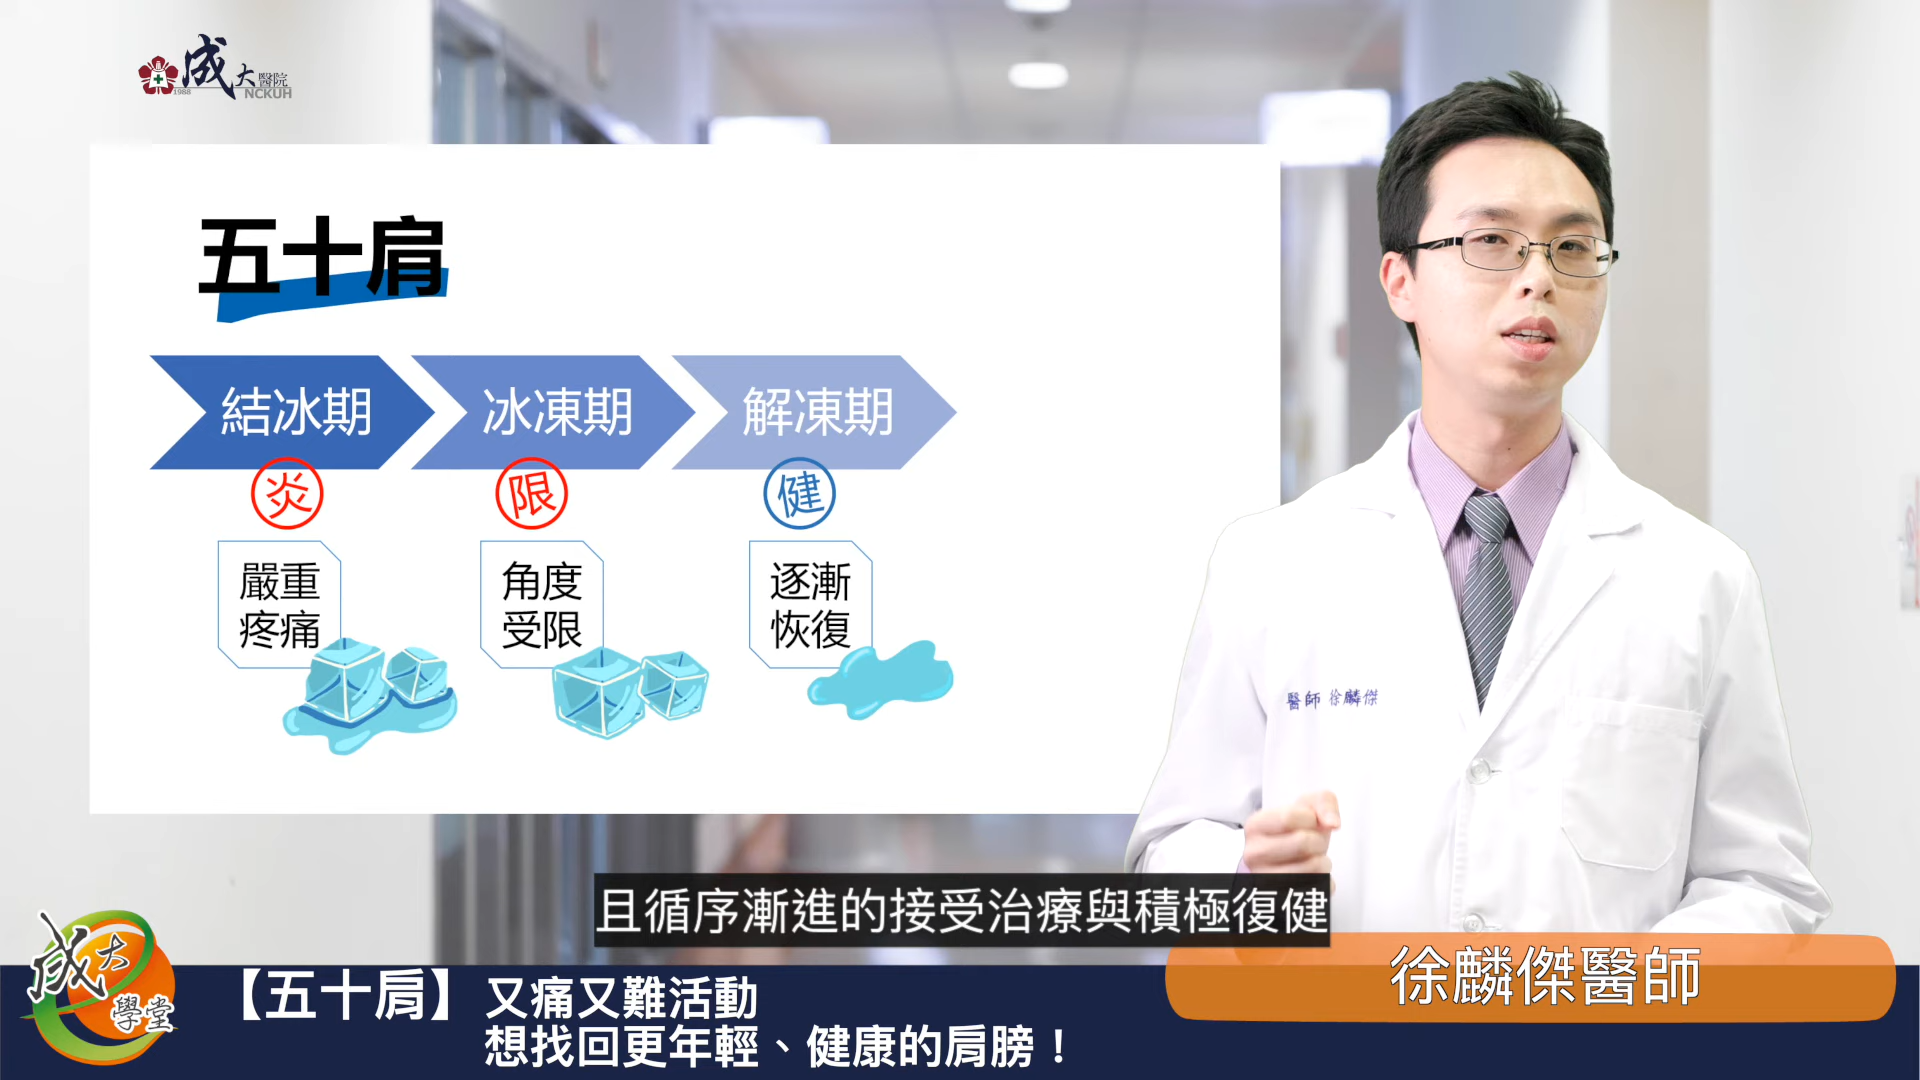 成大醫院
1988 NCKUH
五十肩
結冰期
冰凍期
解凍期
炎
限
健
嚴重
疼痛
角度
受限
逐漸
恢復
醫師 徐麟傑
且循序漸進的接受治療與積極復健
徐麟傑醫師
成大
學堂
【五十肩】 又痛又難活動
想找回更年輕、健康的肩膀！